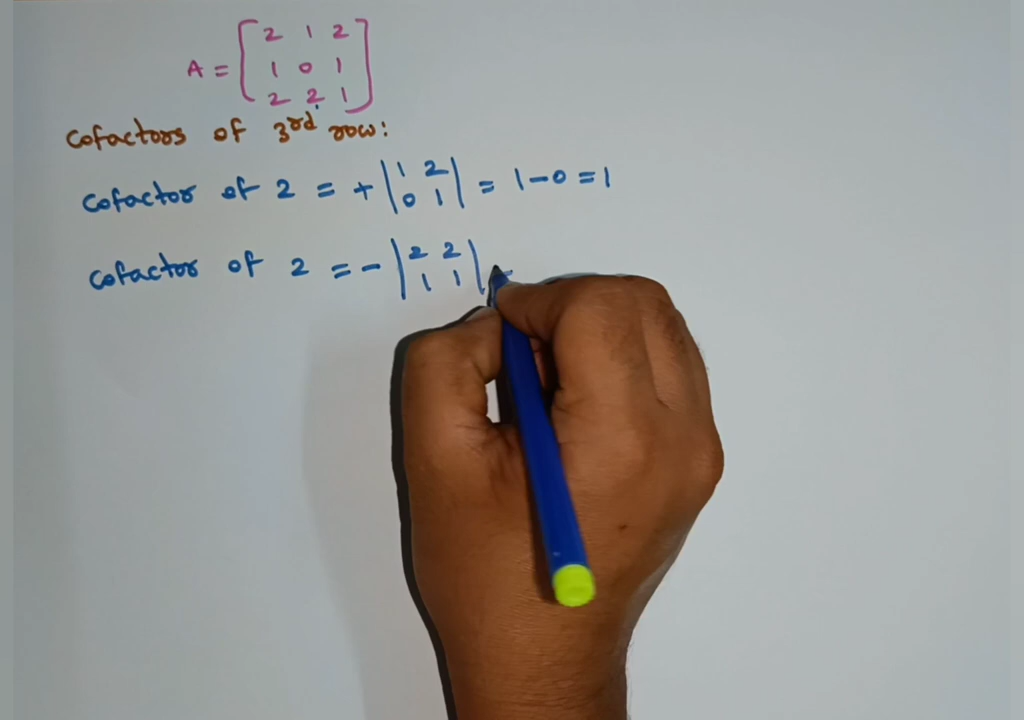 A = [ 2 1 2
1 0 1
2 2 1 ]
Cofactors of 3rd row:
Cofactor of 2 = + | 1 2
0 1 | = 1 - 0 = 1
Cofactor of 2 = - | 2 2
1 1 | =